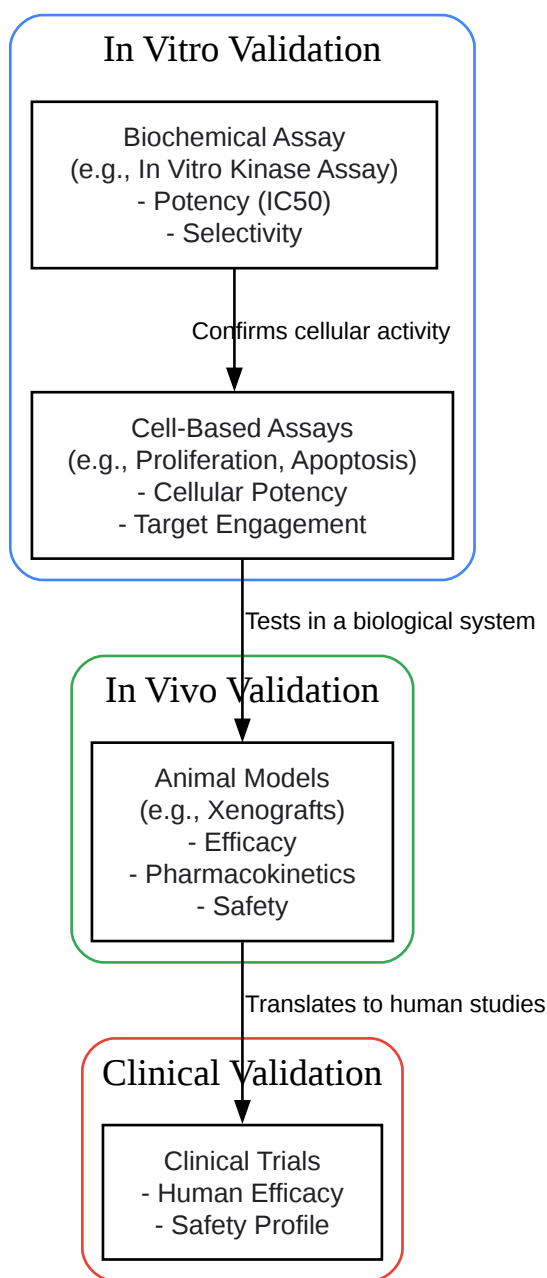 In Vitro Validation
Biochemical Assay
(e.g., In Vitro Kinase Assay)
- Potency (IC50)
- Selectivity
Confirms cellular activity
Cell-Based Assays
(e.g., Proliferation, Apoptosis)
- Cellular Potency
- Target Engagement
Tests in a biological system
In Vivo Validation
Animal Models
(e.g., Xenografts)
- Efficacy
- Pharmacokinetics
- Safety
Translates to human studies
Clinical Validation
Clinical Trials
- Human Efficacy
- Safety Profile